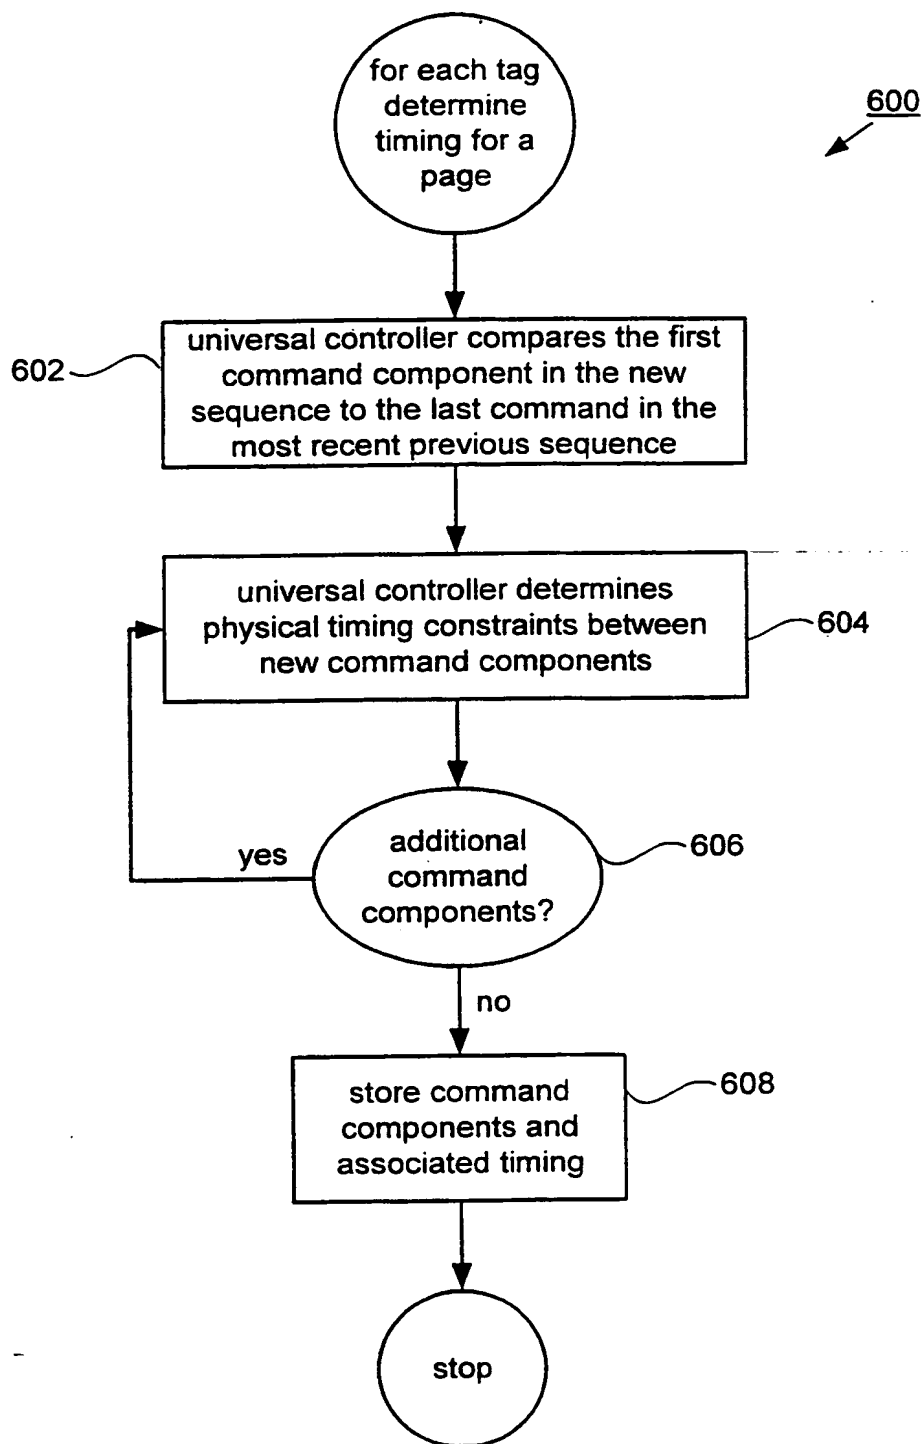 for each tag
determine
timing for a
page
600
universal controller compares the first
command component in the new
sequence to the last command in the
most recent previous sequence
602
universal controller determines
physical timing constraints between
new command components
604
additional
command
components?
606
yes
no
store command
components and
associated timing
608
stop